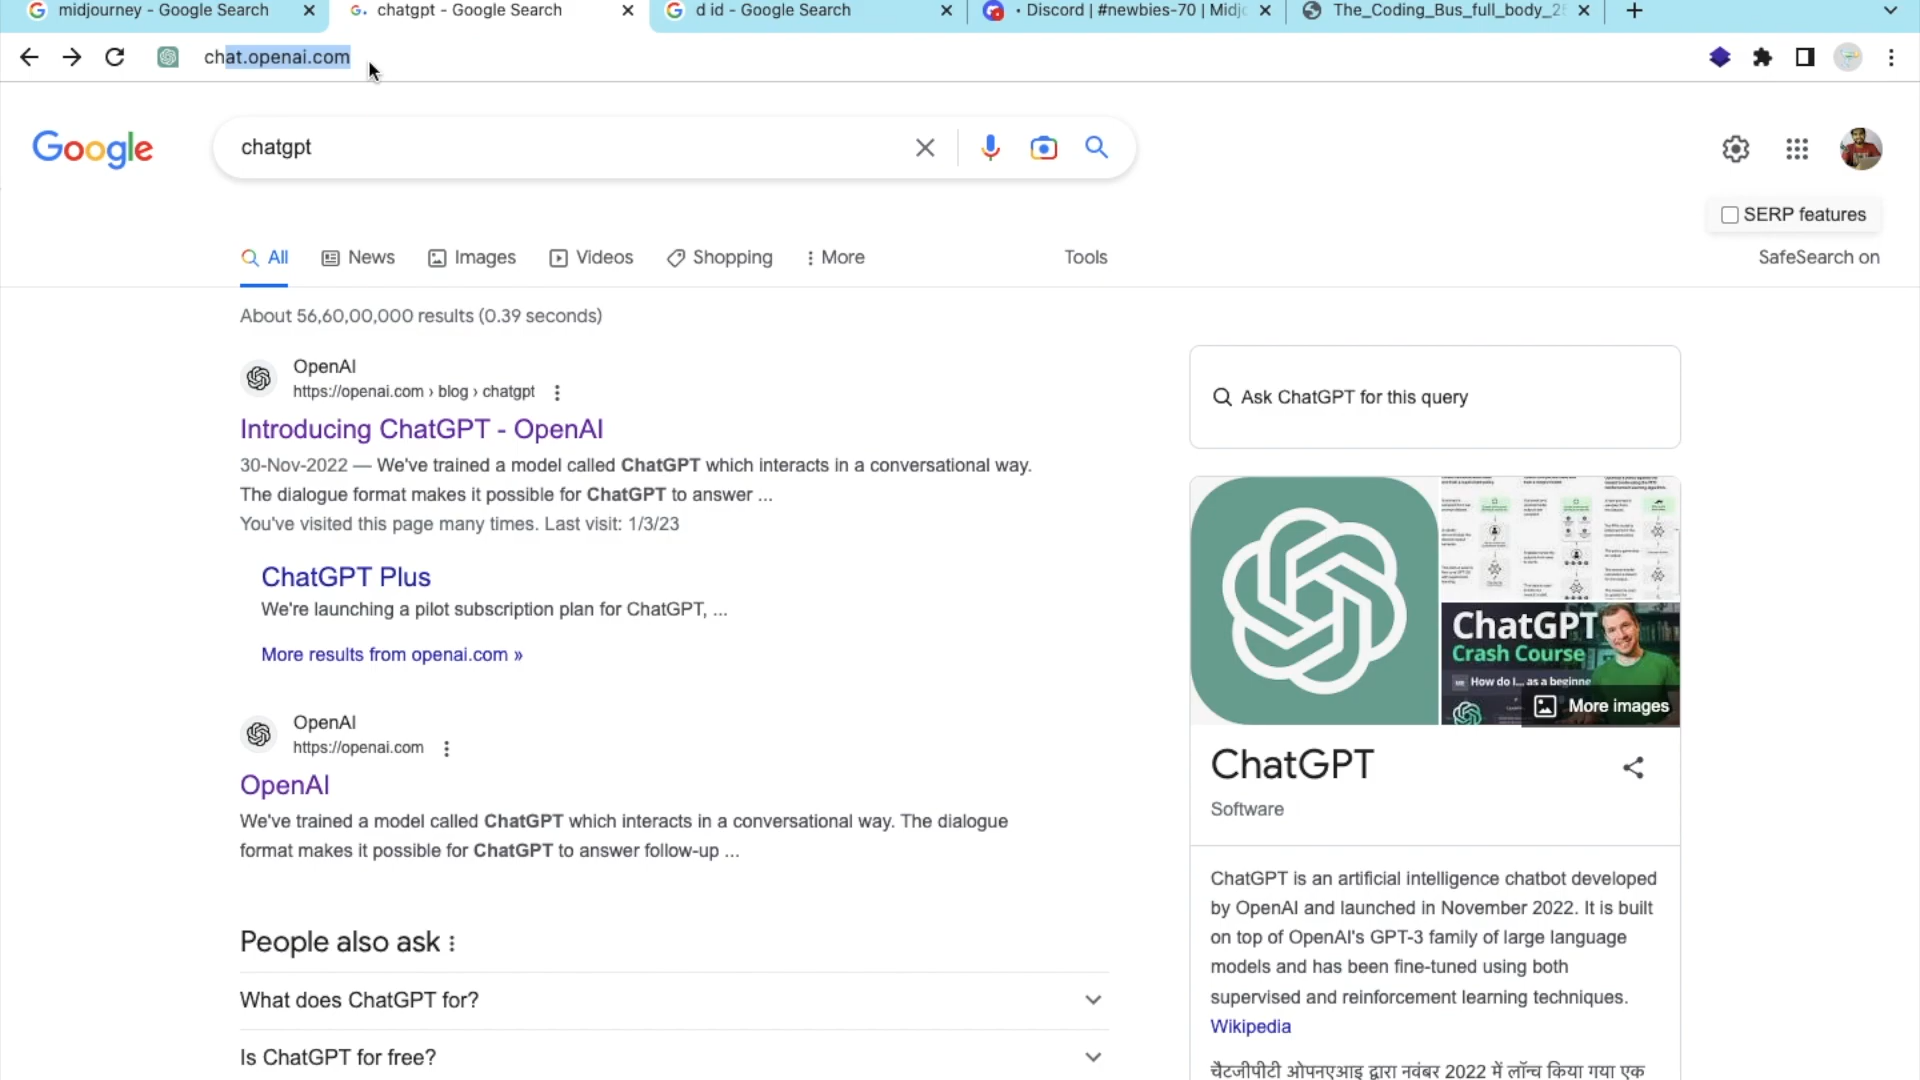 midjourney - Google Search
chatgpt - Google Search
d id - Google Search
• Discord | #newbies-70 | Midjo
The_Coding_Bus_full_body_2
chat.openai.com
Google
chatgpt
SERP features
All
News
Images
Videos
Shopping
More
Tools
SafeSearch on
About 56,60,00,000 results (0.39 seconds)
OpenAI
https://openai.com › blog › chatgpt
Introducing ChatGPT - OpenAI
30-Nov-2022 — We've trained a model called ChatGPT which interacts in a conversational way.
The dialogue format makes it possible for ChatGPT to answer ...
You've visited this page many times. Last visit: 1/3/23
ChatGPT Plus
We're launching a pilot subscription plan for ChatGPT, ...
More results from openai.com »
OpenAI
https://openai.com
OpenAI
We've trained a model called ChatGPT which interacts in a conversational way. The dialogue
format makes it possible for ChatGPT to answer follow-up ...
People also ask
What does ChatGPT for?
Is ChatGPT for free?
Ask ChatGPT for this query
ChatGPT
Crash Course
How do I... as a beginne
More images
ChatGPT
Software
ChatGPT is an artificial intelligence chatbot developed
by OpenAI and launched in November 2022. It is built
on top of OpenAI's GPT-3 family of large language
models and has been fine-tuned using both
supervised and reinforcement learning techniques.
Wikipedia
चैटजीपीटी ओपनएआइ द्वारा नवंबर 2022 में लॉन्च किया गया एक